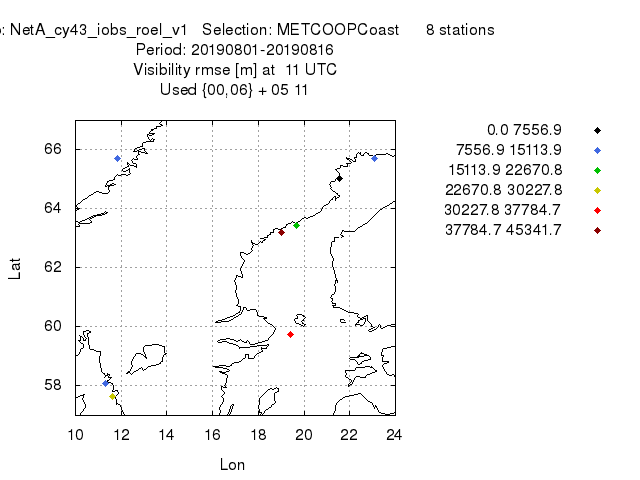 : NetA_cy43_iobs_roel_v1 Selection: METCOOPCoast 8 stations
Period: 20190801-20190816
Visibility rmse [m] at 11 UTC
Used {00,06} + 05 11
0.0 7556.9
7556.9 15113.9
15113.9 22670.8
22670.8 30227.8
30227.8 37784.7
37784.7 45341.7
66
64
62
60
58
Lat
10 12 14 16 18 20 22 24
Lon